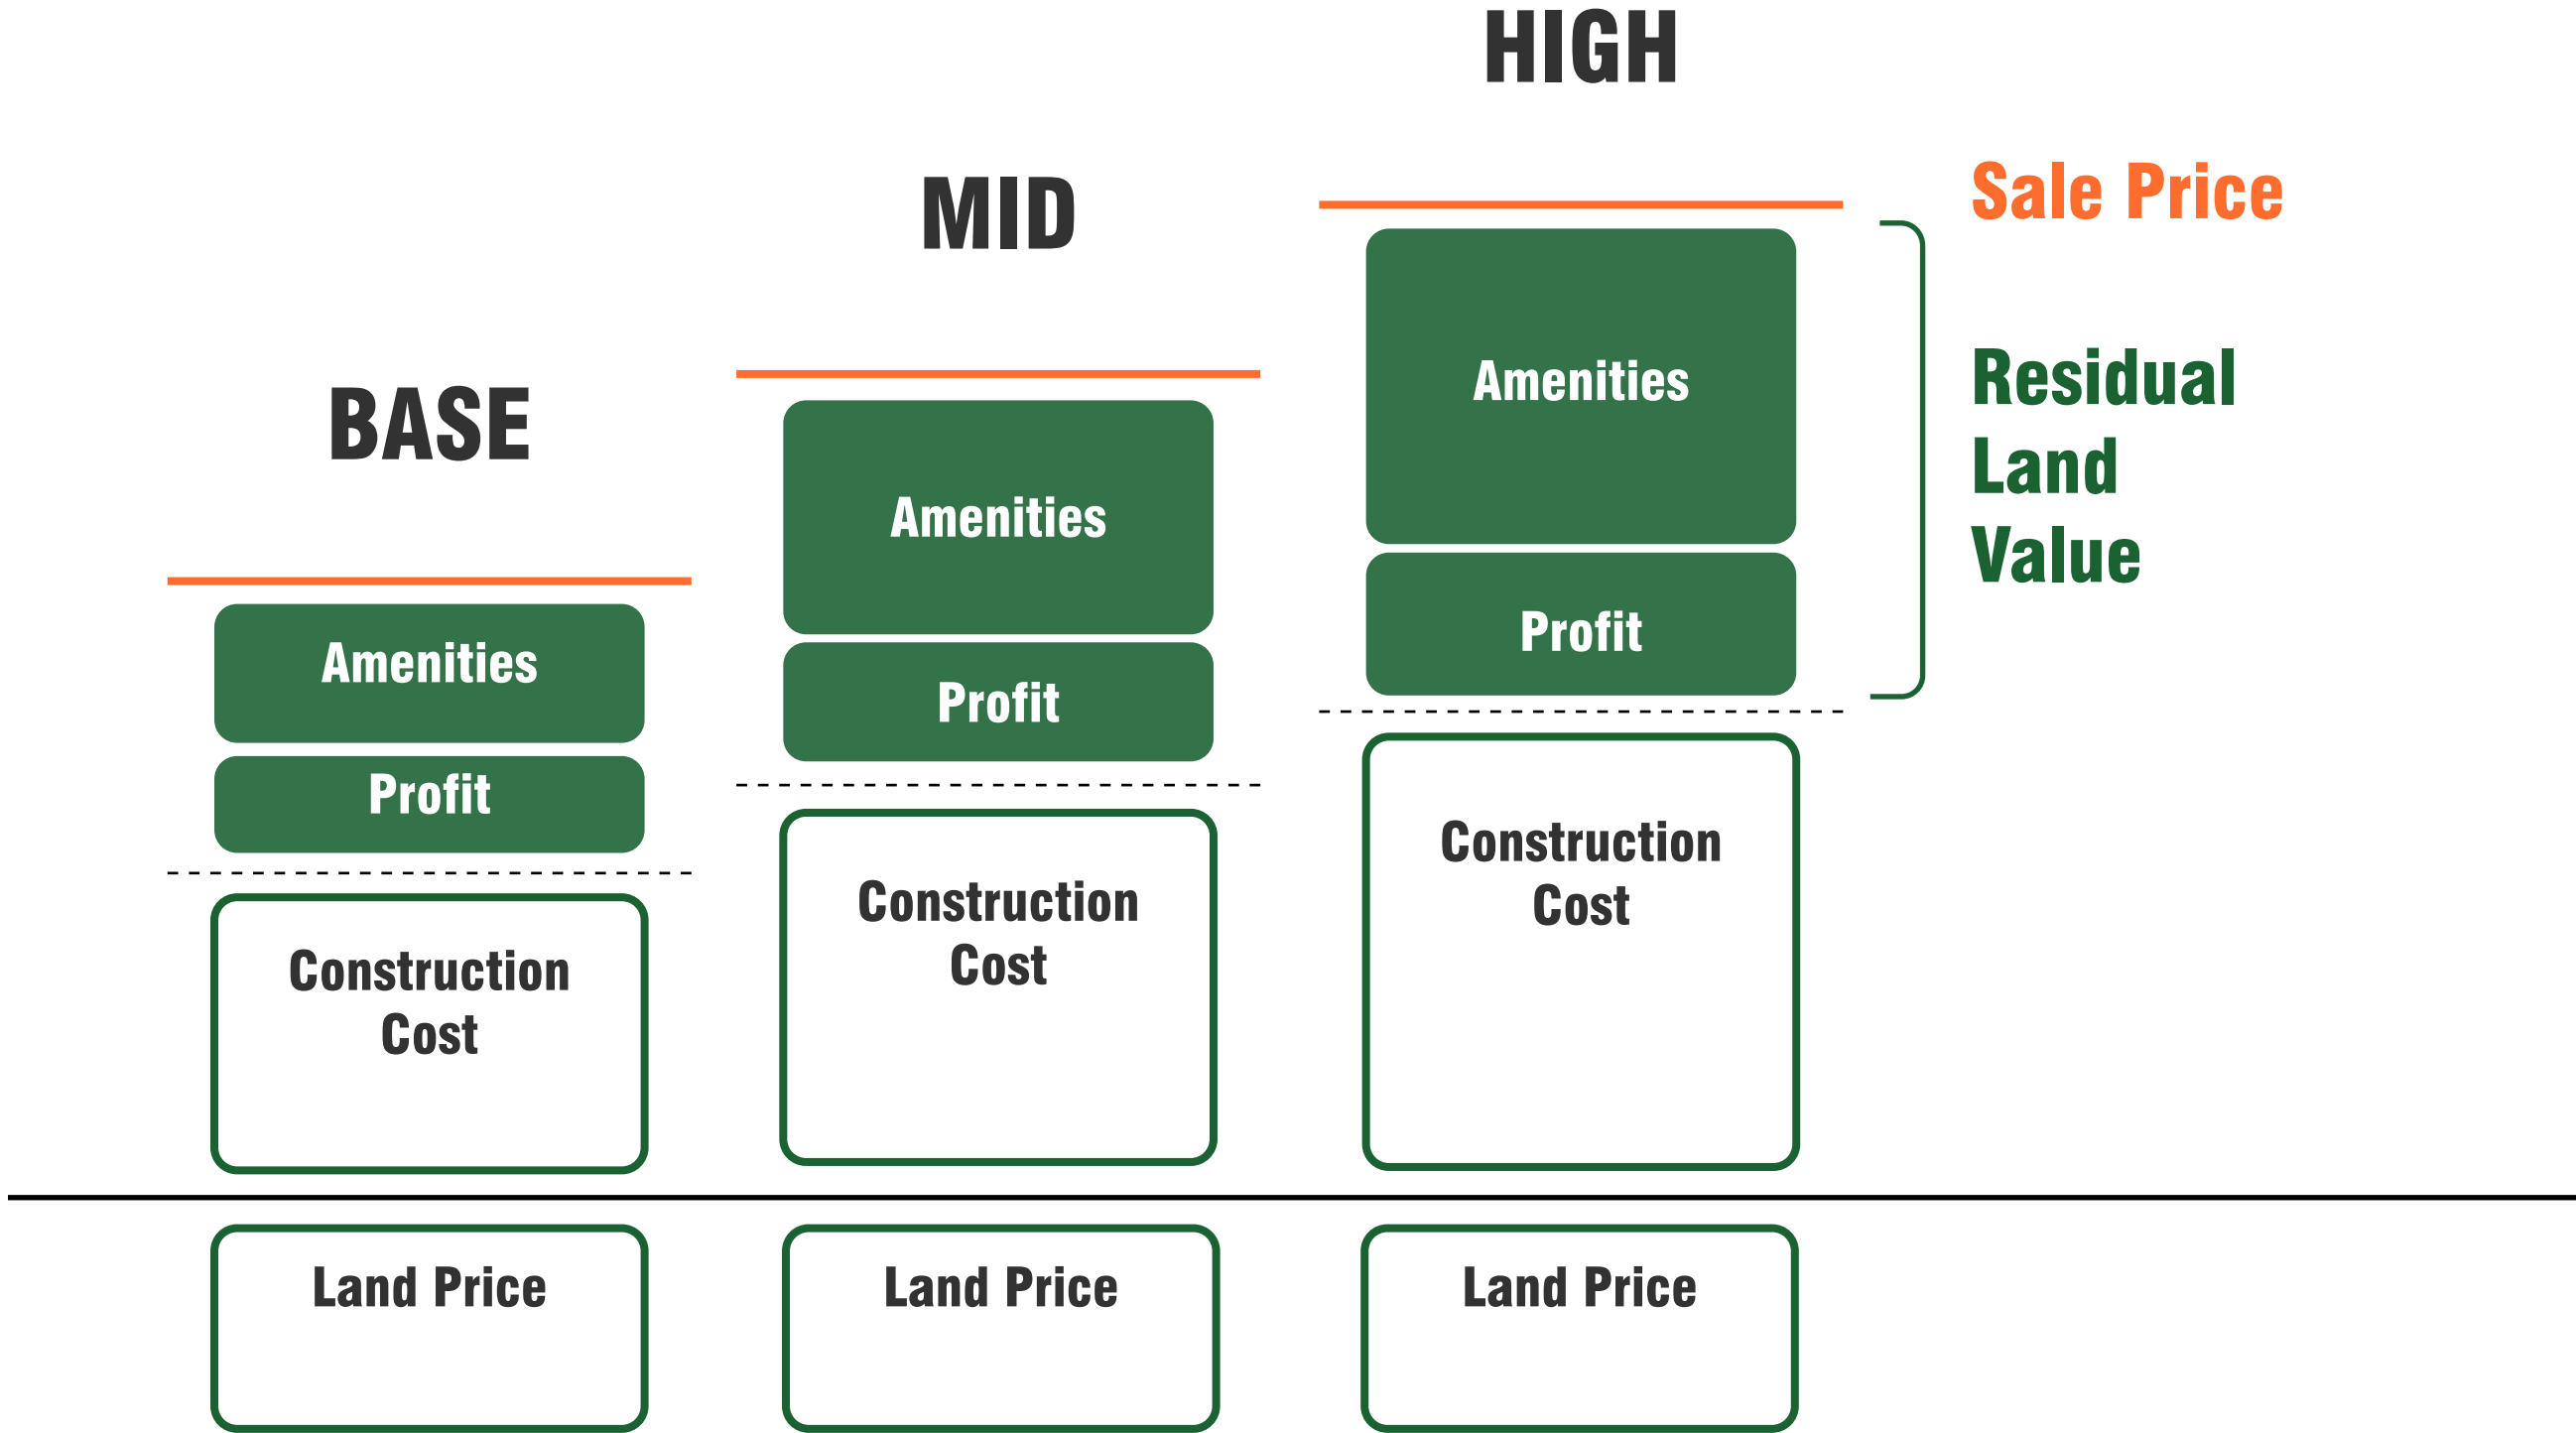 BASE
Amenities
Profit
Construction
Cost
Land Price
MID
Amenities
Profit
Construction
Cost
Land Price
HIGH
Amenities
Profit
Construction
Cost
Land Price
Sale Price
Residual
Land
Value